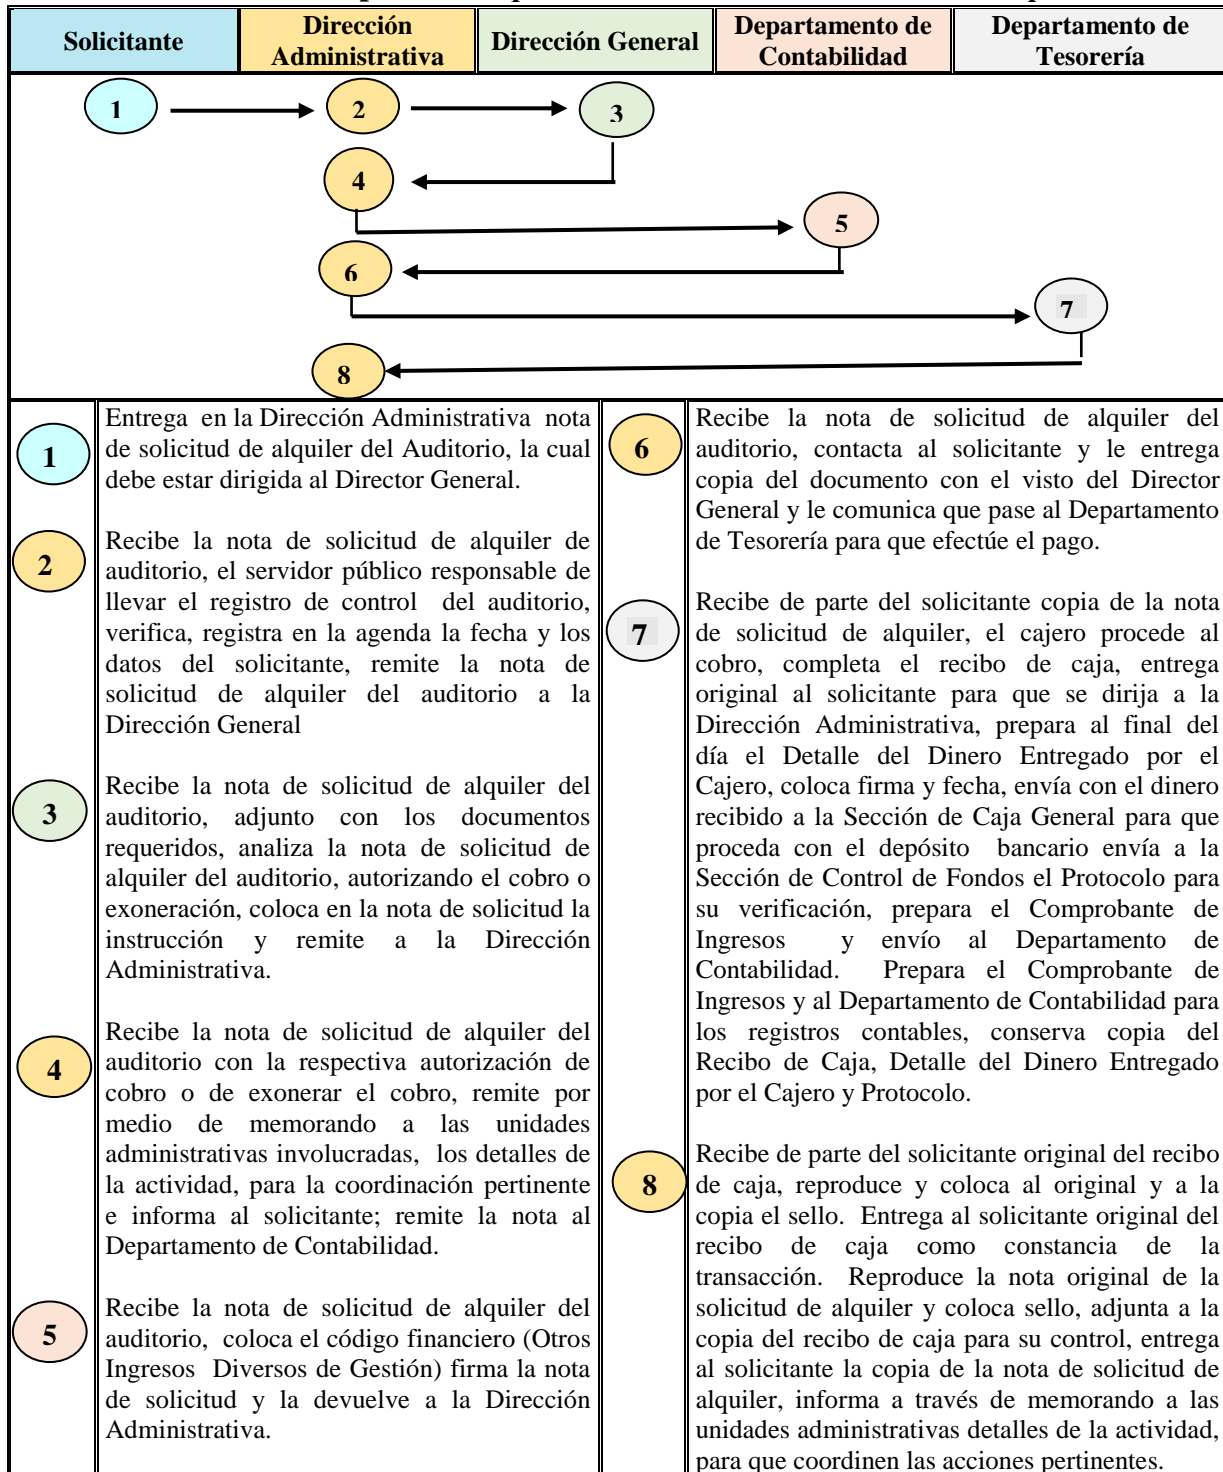 Solicitante
Dirección
Administrativa
Dirección General
Departamento de
Contabilidad
Departamento de
Tesorería
1
2
3
4
5
6
7
8
1
Entrega en la Dirección Administrativa nota
de solicitud de alquiler del Auditorio, la cual
debe estar dirigida al Director General.
2
Recibe la nota de solicitud de alquiler de
auditorio, el servidor público responsable de
llevar el registro de control del auditorio,
verifica, registra en la agenda la fecha y los
datos del solicitante, remite la nota de
solicitud de alquiler del auditorio a la
Dirección General
3
Recibe la nota de solicitud de alquiler del
auditorio, adjunto con los documentos
requeridos, analiza la nota de solicitud de
alquiler del auditorio, autorizando el cobro o
exoneración, coloca en la nota de solicitud la
instrucción y remite a la Dirección
Administrativa.
4
Recibe la nota de solicitud de alquiler del
auditorio con la respectiva autorización de
cobro o de exonerar el cobro, remite por
medio de memorando a las unidades
administrativas involucradas, los detalles de
la actividad, para la coordinación pertinente
e informa al solicitante; remite la nota al
Departamento de Contabilidad.
5
Recibe la nota de solicitud de alquiler del
auditorio, coloca el código financiero (Otros
Ingresos Diversos de Gestión) firma la nota
de solicitud y la devuelve a la Dirección
Administrativa.
6
Recibe la nota de solicitud de alquiler del
auditorio, contacta al solicitante y le entrega
copia del documento con el visto del Director
General y le comunica que pase al Departamento
de Tesorería para que efectúe el pago.
7
Recibe de parte del solicitante copia de la nota
de solicitud de alquiler, el cajero procede al
cobro, completa el recibo de caja, entrega
original al solicitante para que se dirija a la
Dirección Administrativa, prepara al final del
día el Detalle del Dinero Entregado por el
Cajero, coloca firma y fecha, envía con el dinero
recibido a la Sección de Caja General para que
proceda con el depósito bancario envía a la
Sección de Control de Fondos el Protocolo para
su verificación, prepara el Comprobante de
Ingresos y envío al Departamento de
Contabilidad. Prepara el Comprobante de
Ingresos y al Departamento de Contabilidad para
los registros contables, conserva copia del
Recibo de Caja, Detalle del Dinero Entregado
por el Cajero y Protocolo.
8
Recibe de parte del solicitante original del recibo
de caja, reproduce y coloca al original y a la
copia el sello. Entrega al solicitante original del
recibo de caja como constancia de la
transacción. Reproduce la nota original de la
solicitud de alquiler y coloca sello, adjunta a la
copia del recibo de caja para su control, entrega
al solicitante la copia de la nota de solicitud de
alquiler, informa a través de memorando a las
unidades administrativas detalles de la actividad,
para que coordinen las acciones pertinentes.